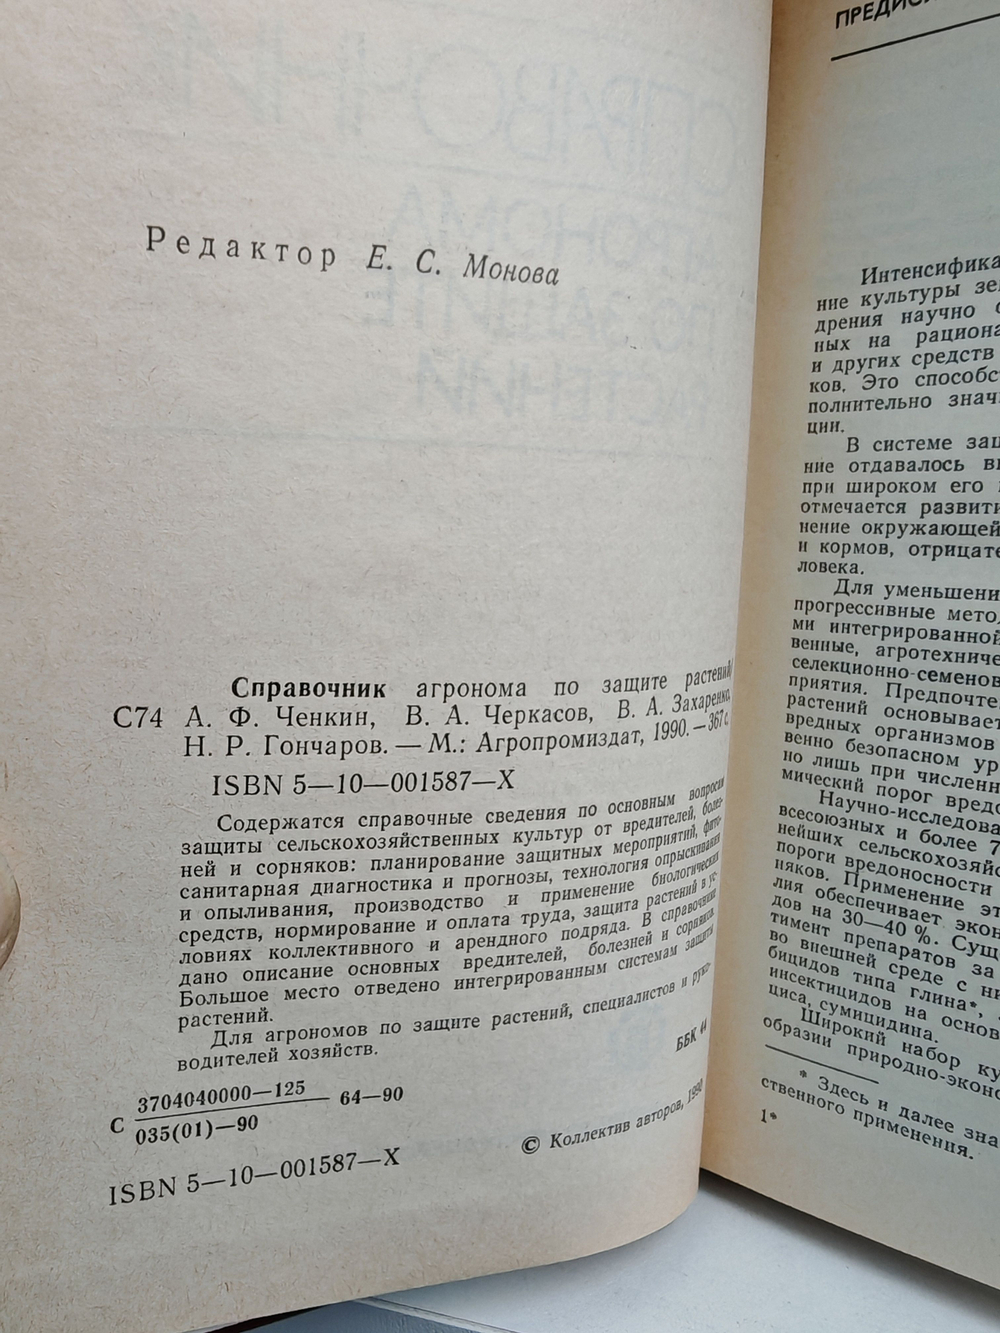 Редактор Е. С. Монова
Справочник агронома по защите растений/
С74 А. Ф. Ченкин, В. А. Черкасов, В. А. Захаренко,
Н. Р. Гончаров. — М.: Агропромиздат, 1990. — 367 с.
ISBN 5—10—001587—X
Содержатся справочные сведения по основным вопросам
защиты сельскохозяйственных культур от вредителей, болез-
ней и сорняков: планирование защитных мероприятий, фито-
санитарная диагностика и прогнозы, технология опрыскивания
и опыливания, производство и применение биологических
средств, нормирование и оплата труда, защита растений в ус-
ловиях коллективного и арендного подряда. В справочнике
дано описание основных вредителей, болезней и сорняков.
Большое место отведено интегрированным системам защиты
растений.
Для агрономов по защите растений, специалистов и руко-
водителей хозяйств.
С 3704040000—125 64—90
035(01)—90
ББК 44
ISBN 5—10—001587—X
© Коллектив авторов, 1990
Интенсифика
ние культуры зе
дрения научно
ных на рациона
и других средств
ков. Это способс
полнительно знач
ции.
В системе защ
ние отдавалось
при широком его
отмечается развити
нение окружающей
и кормов, отрицате
ловека.
Для уменьшени
прогрессивные мето
ми интегрированной
венные, агротехниче
селекционно-семенов
приятия. Предпочте
растений основывает
вредных организмов
венно безопасном ур
но лишь при числен
мический порог вредо
Научно-исследова
всесоюзных и более 7
нейших сельскохозяйс
пороги вредоносности
няков. Применение эт
лия обеспечивает экон
дов на 30—40 %. Сущ
тимент препаратов за
во внешней среде с ни
бицидов типа глина*,
инсектицидов на основ
циса, сумицидина.
Широкий набор ку
образии природно-эконо
* Здесь и далее зна
ственного применения.
1*